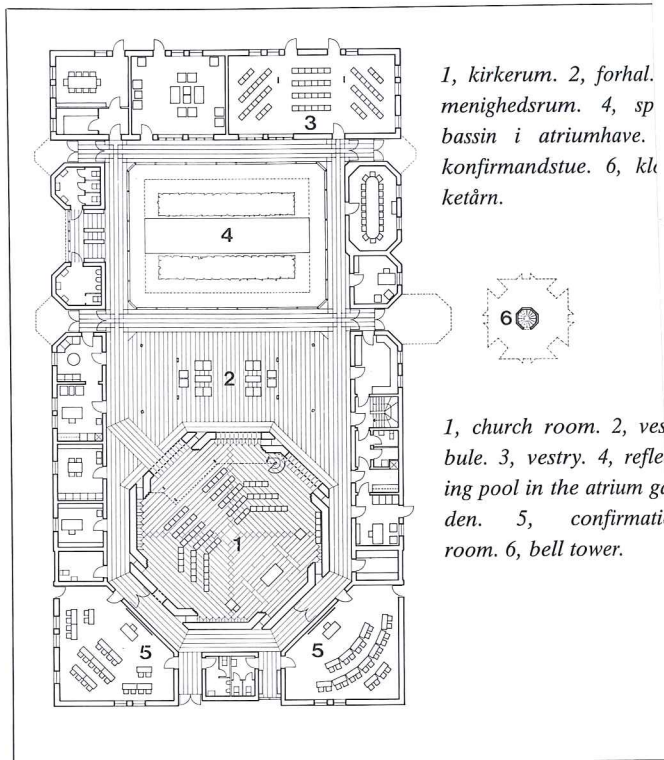 1, kirkerum. 2, forhal.
menighedsrum. 4, sp
bassin i atriumhave.
konfirmandstue. 6, klo
ketårn.
3
4
6
2
1, church room. 2, ves
bule. 3, vestry. 4, refle
ing pool in the atrium ga
den. 5, confirmati
room. 6, bell tower.
1
5
5